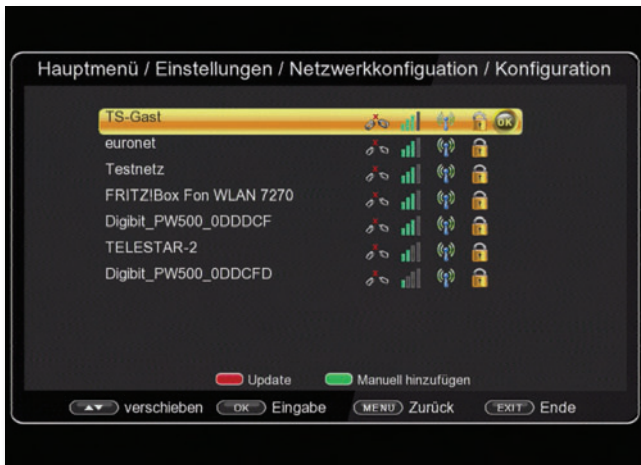 Hauptmenü / Einstellungen / Netzwerkkonfiguation / Konfiguration
TS-Gast OK
euronet
Testnetz
FRITZ!Box Fon WLAN 7270
Digibit_PW500_0DDDCF
TELESTAR-2
Digibit_PW500_0DDCFD
Update Manuell hinzufügen
verschieben OK Eingabe MENU Zurück EXIT Ende